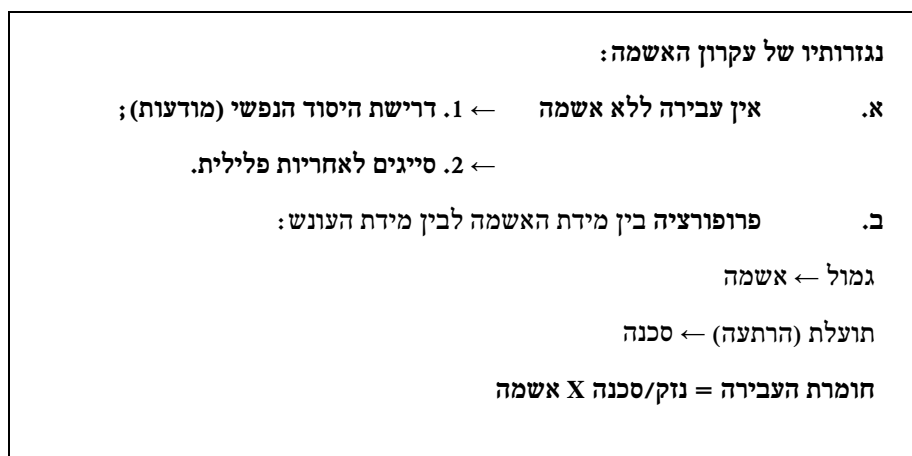 נגזרותיו של עקרון האשמה:
א. אין עבירה ללא אשמה ← 1. דרישת היסוד הנפשי (מודעות);
← 2. סייגים לאחריות פלילית.
ב. פרופורציה בין מידת האשמה לבין מידת העונש:
גמול ← אשמה
תועלת (הרתעה) ← סכנה
חומרת העבירה = נזק/סכנה X אשמה